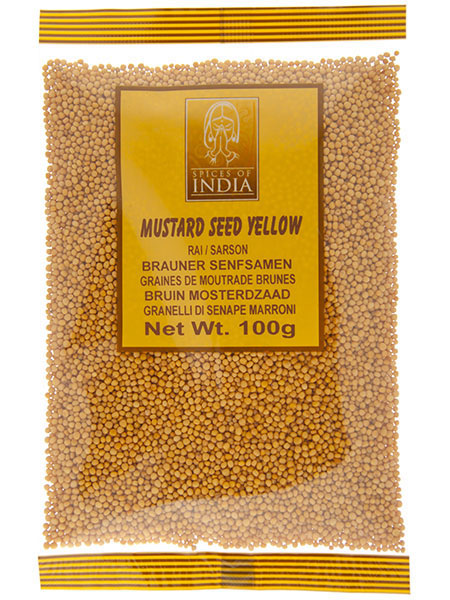 SPICES OF
INDIA
MUSTARD SEED YELLOW
RAI / SARSON
BRAUNER SENFSAMEN
GRAINES DE MOUTRADE BRUNES
BRUIN MOSTERDZAAD
GRANELLI DI SENAPE MARRONI
Net Wt. 100g